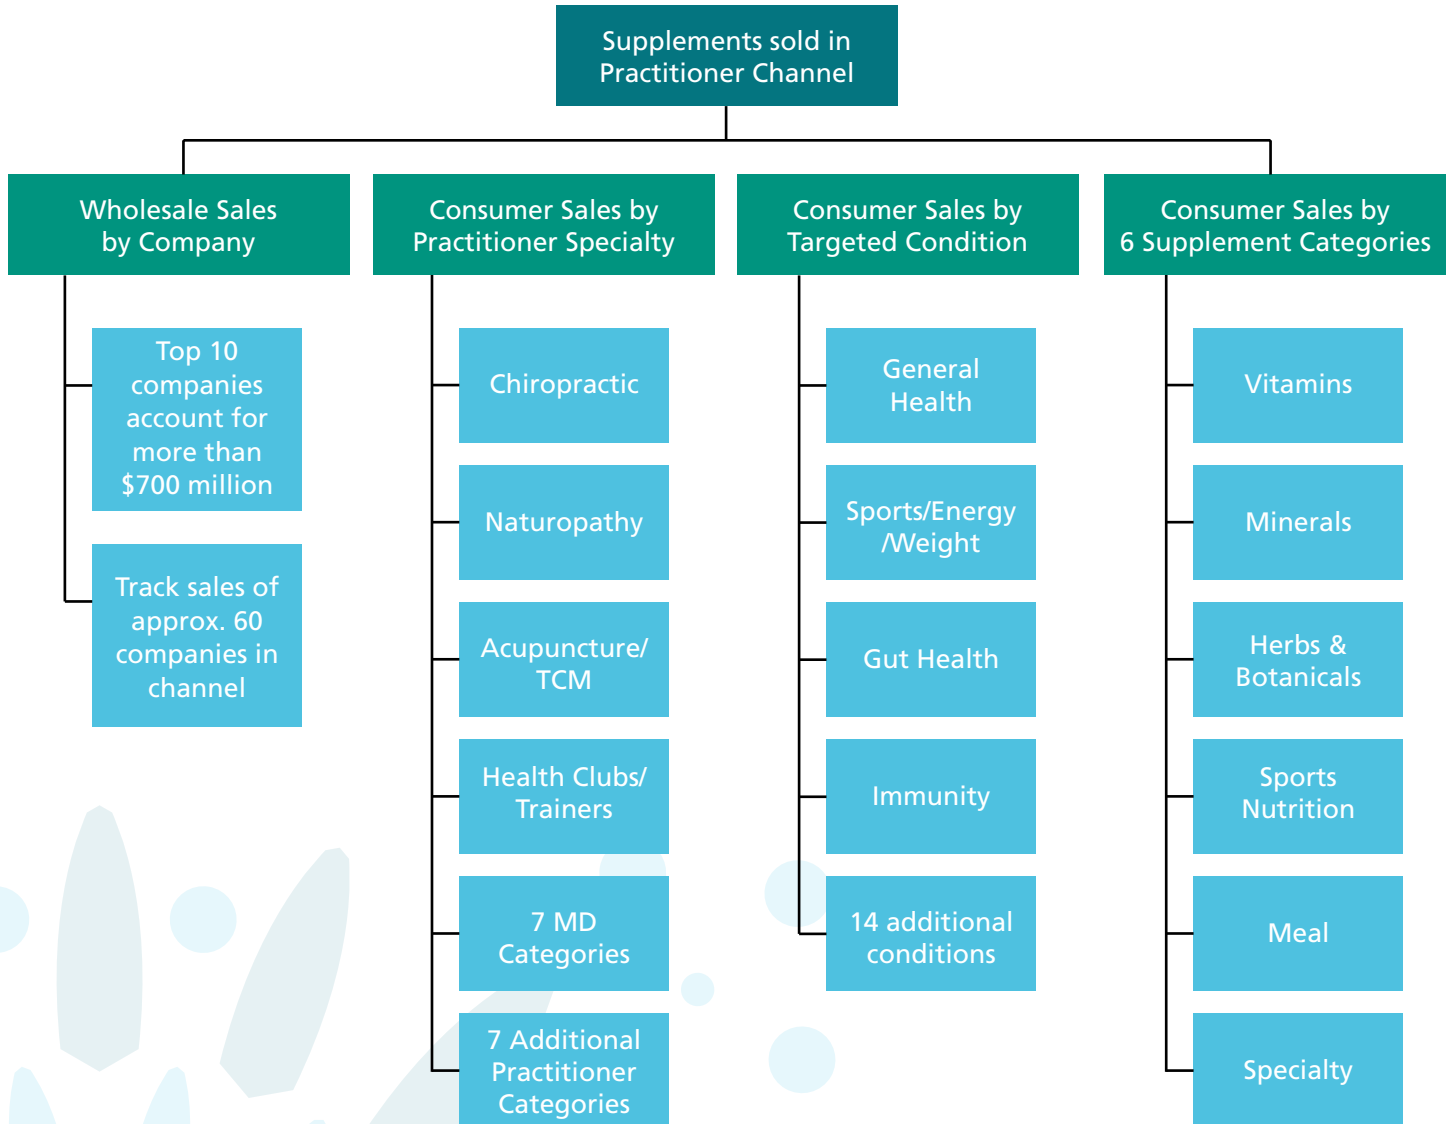 Supplements sold in
Practitioner Channel
Wholesale Sales
by Company
Top 10
companies
account for
more than
$700 million
Track sales of
approx. 60
companies in
channel
Consumer Sales by
Practitioner Specialty
Chiropractic
Naturopathy
Acupuncture/
TCM
Health Clubs/
Trainers
7 MD
Categories
7 Additional
Practitioner
Categories
Consumer Sales by
Targeted Condition
General
Health
Sports/Energy
/Weight
Gut Health
Immunity
14 additional
conditions
Consumer Sales by
6 Supplement Categories
Vitamins
Minerals
Herbs &
Botanicals
Sports
Nutrition
Meal
Specialty